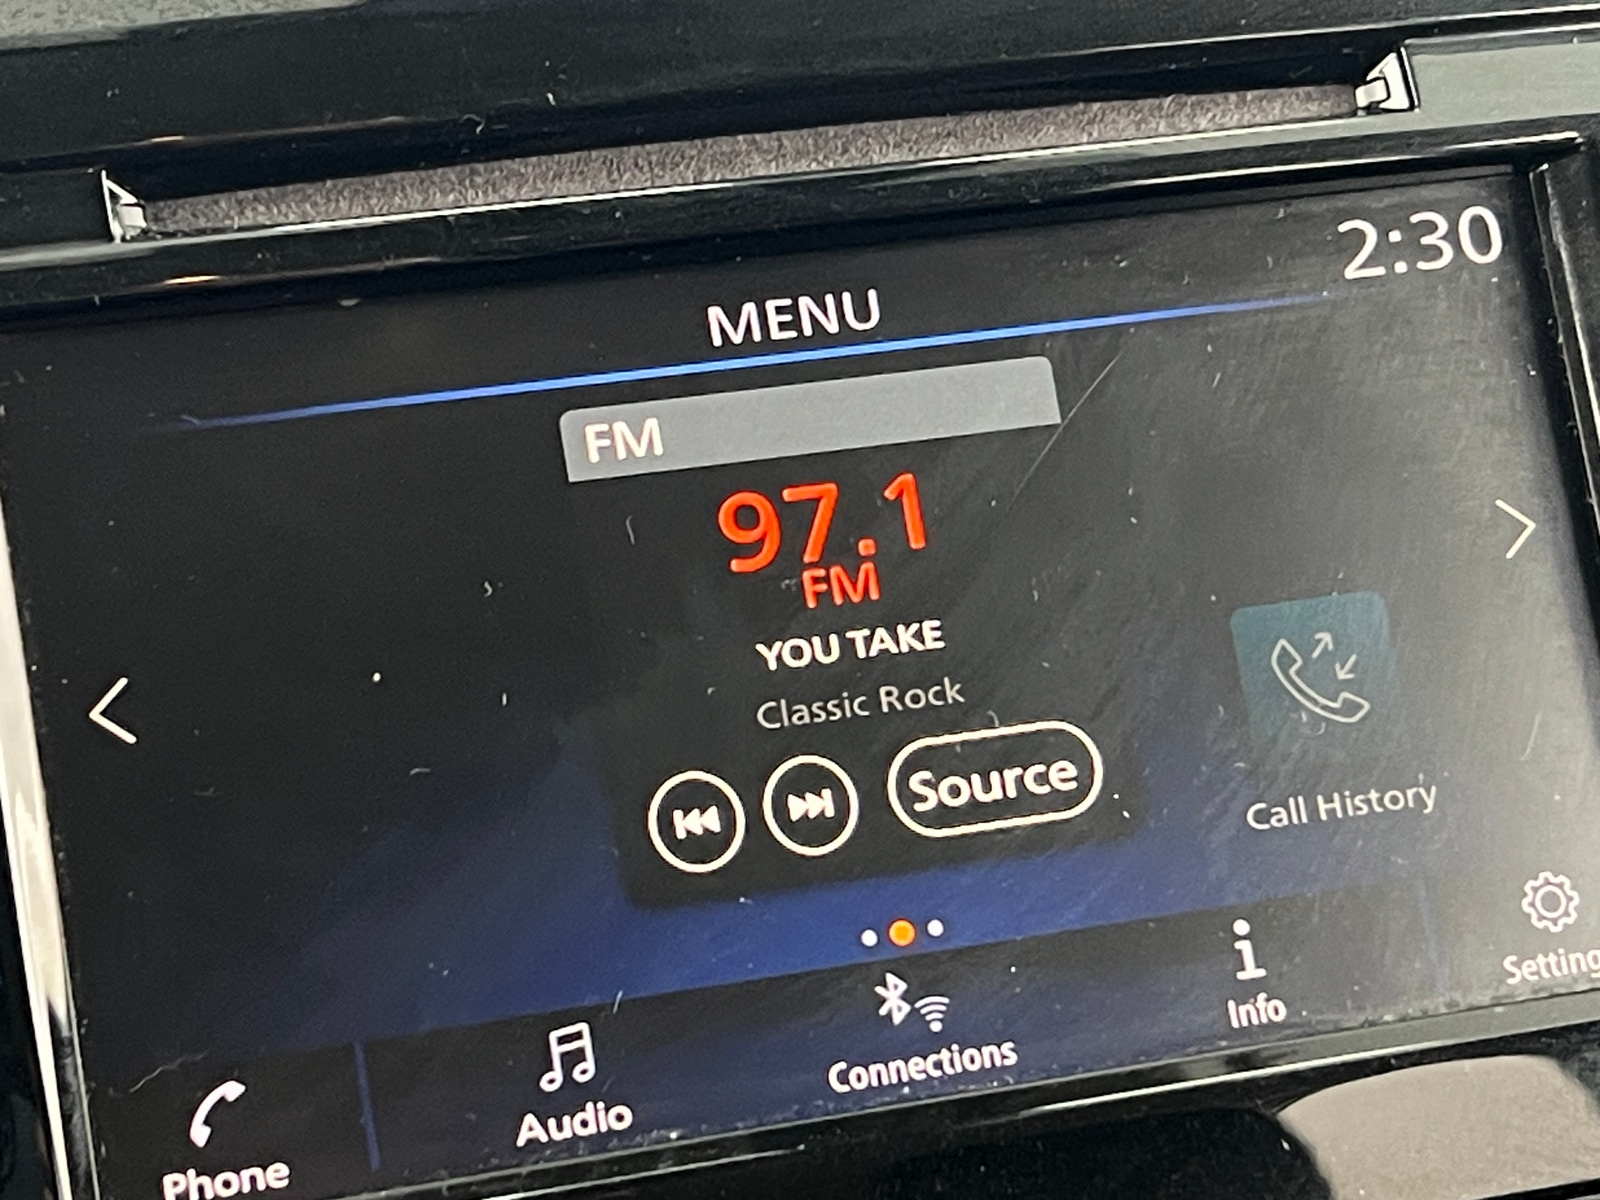 2:30
MENU
FM
97.1
FM
YOU TAKE
Classic Rock
Source
Call History
Phone
Audio
Connections
Info
Setting